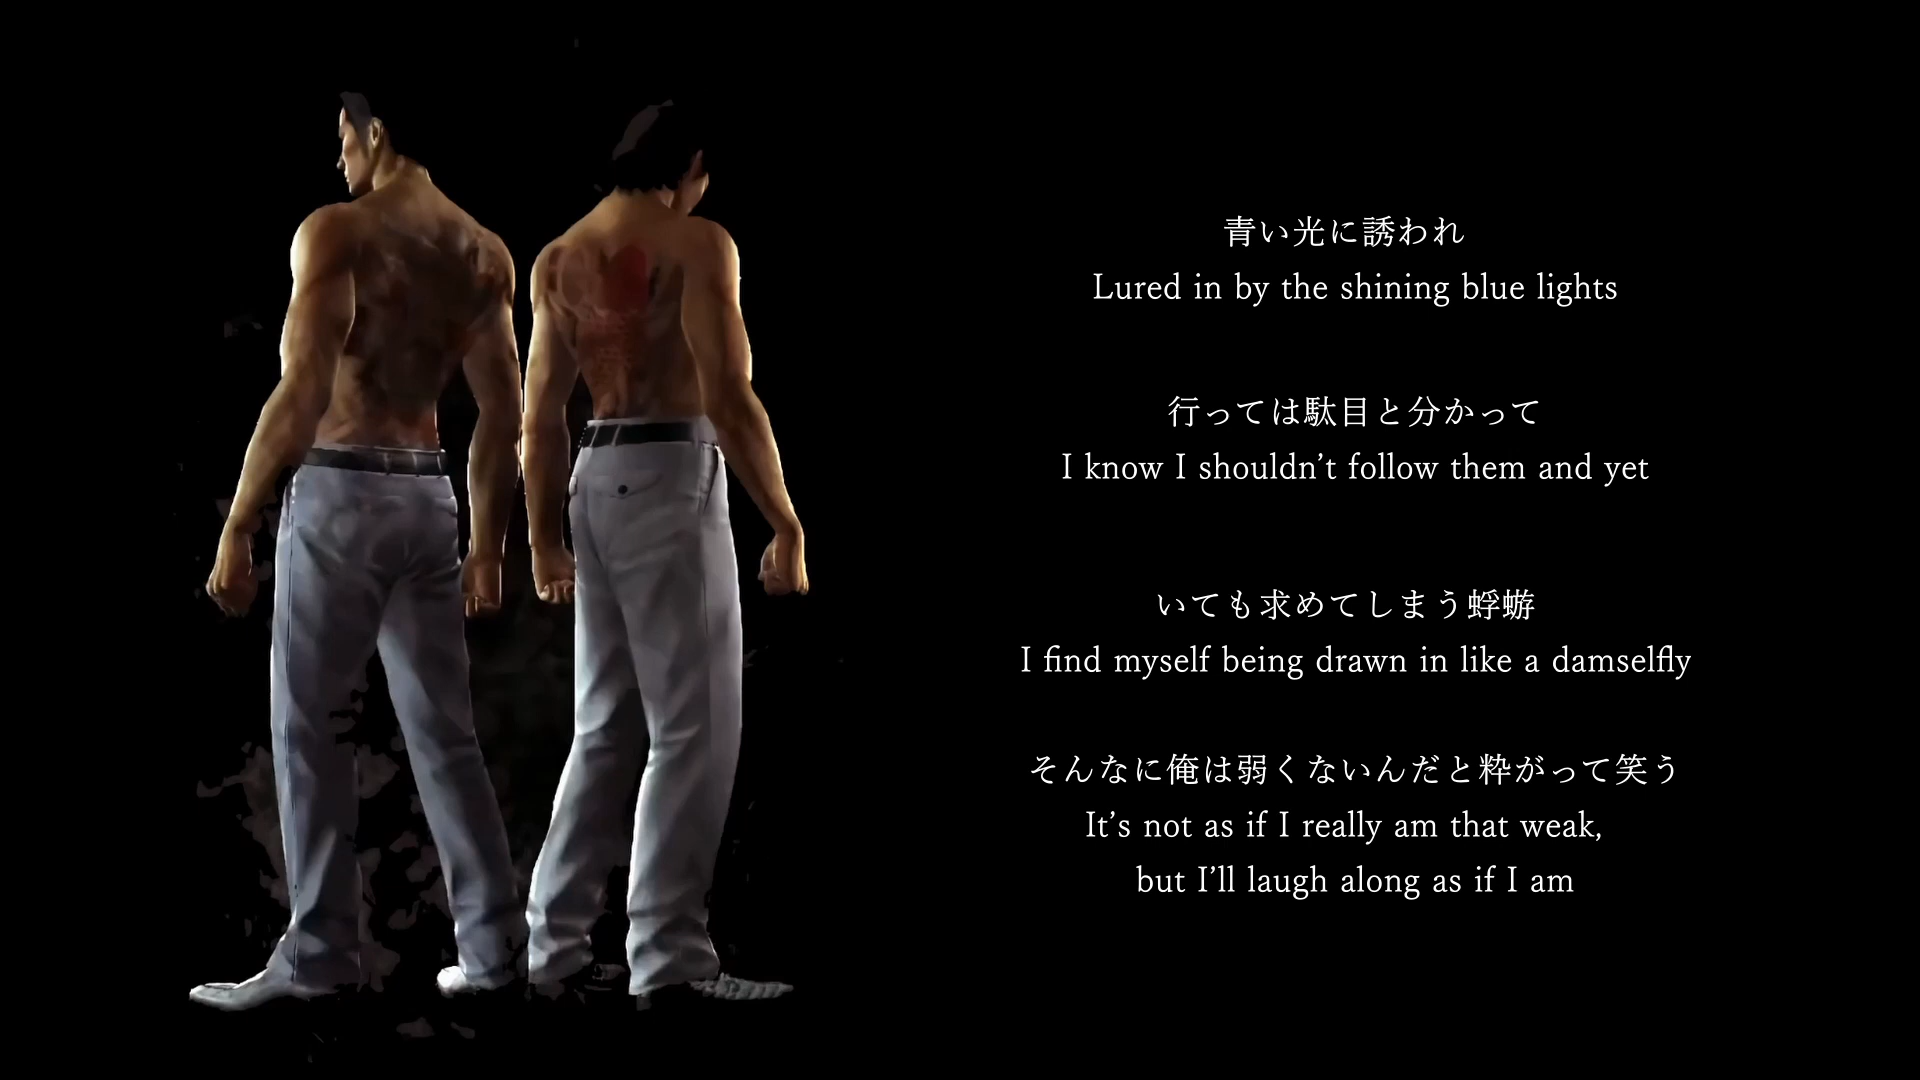 青い光に誘われ
Lured in by the shining blue lights
行っては駄目と分かって
I know I shouldn’t follow them and yet
いても求めてしまう蜉蝣
I find myself being drawn in like a damselfly
そんなに俺は弱くないんだと粋がって笑う
It’s not as if I really am that weak,
but I’ll laugh along as if I am